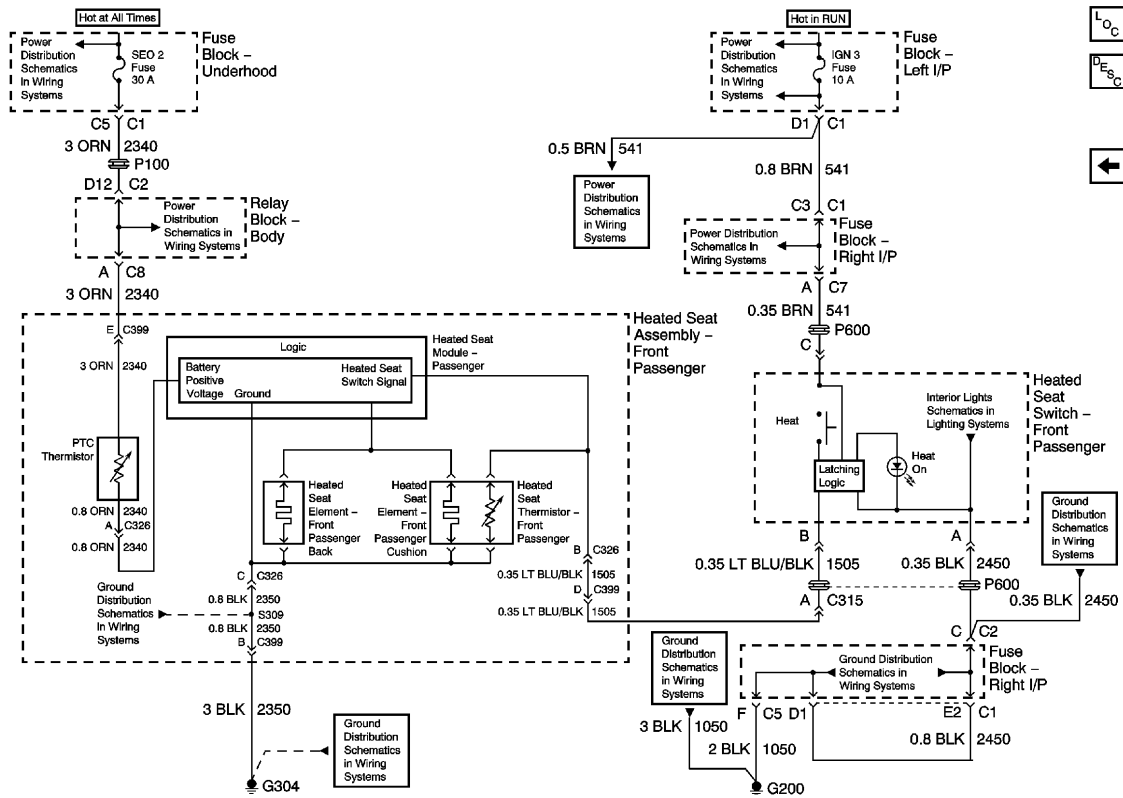 Hot at All Times
Power
Distribution
Schematics
In Wiring
Systems
SEO 2
Fuse
30 A
Fuse
Block –
Underhood
C5 C1
3 ORN 2340
P100
D12 C2
Power
Distribution
Schematics in
Wiring Systems
Relay
Block –
Body
A C8
3 ORN 2340
Hot in RUN
Power
Distribution
Schematics
In Wiring
Systems
IGN 3
Fuse
10 A
Fuse
Block –
Left I/P
D1 C1
0.5 BRN 541
Power
Distribution
Schematics
in Wiring
Systems
0.8 BRN 541
C3 C1
Power Distribution
Schematics In
Wiring Systems
Fuse
Block –
Right I/P
A C7
0.35 BRN 541
P600
C
LOC
DESC
Heated Seat
Assembly –
Front
Passenger
E C399
3 ORN 2340
Logic
Battery
Positive
Voltage
Ground
Heated Seat
Switch Signal
Heated Seat
Module –
Passenger
PTC
Thermistor
0.8 ORN 2340
A C326
0.8 ORN 2340
Heated
Seat
Element –
Front
Passenger
Back
Heated
Seat
Element –
Front
Passenger
Cushion
Heated
Seat
Thermistor –
Front
Passenger
B C326
0.35 LT BLU/BLK 1505
D C399
0.35 LT BLU/BLK 1505
C C326
0.8 BLK 2350
S309
0.8 BLK 2350
B C399
Ground
Distribution
Schematics
In Wiring
Systems
3 BLK 2350
Ground
Distribution
Schematics
in Wiring
Systems
G304
Heated
Seat
Switch –
Front
Passenger
Interior Lights
Schematics in
Lighting Systems
Heat
Latching
Logic
Heat
On
B
A
0.35 LT BLU/BLK 1505
0.35 BLK 2450
P600
A C315
Ground
Distribution
Schematics
in Wiring
Systems
0.35 BLK 2450
C C2
Ground Distribution
Schematics in
Wiring Systems
Fuse
Block –
Right I/P
Ground
Distribution
Schematics
in Wiring
Systems
F C5 D1 E2 C1
3 BLK 1050
2 BLK 1050
0.8 BLK 2450
G200